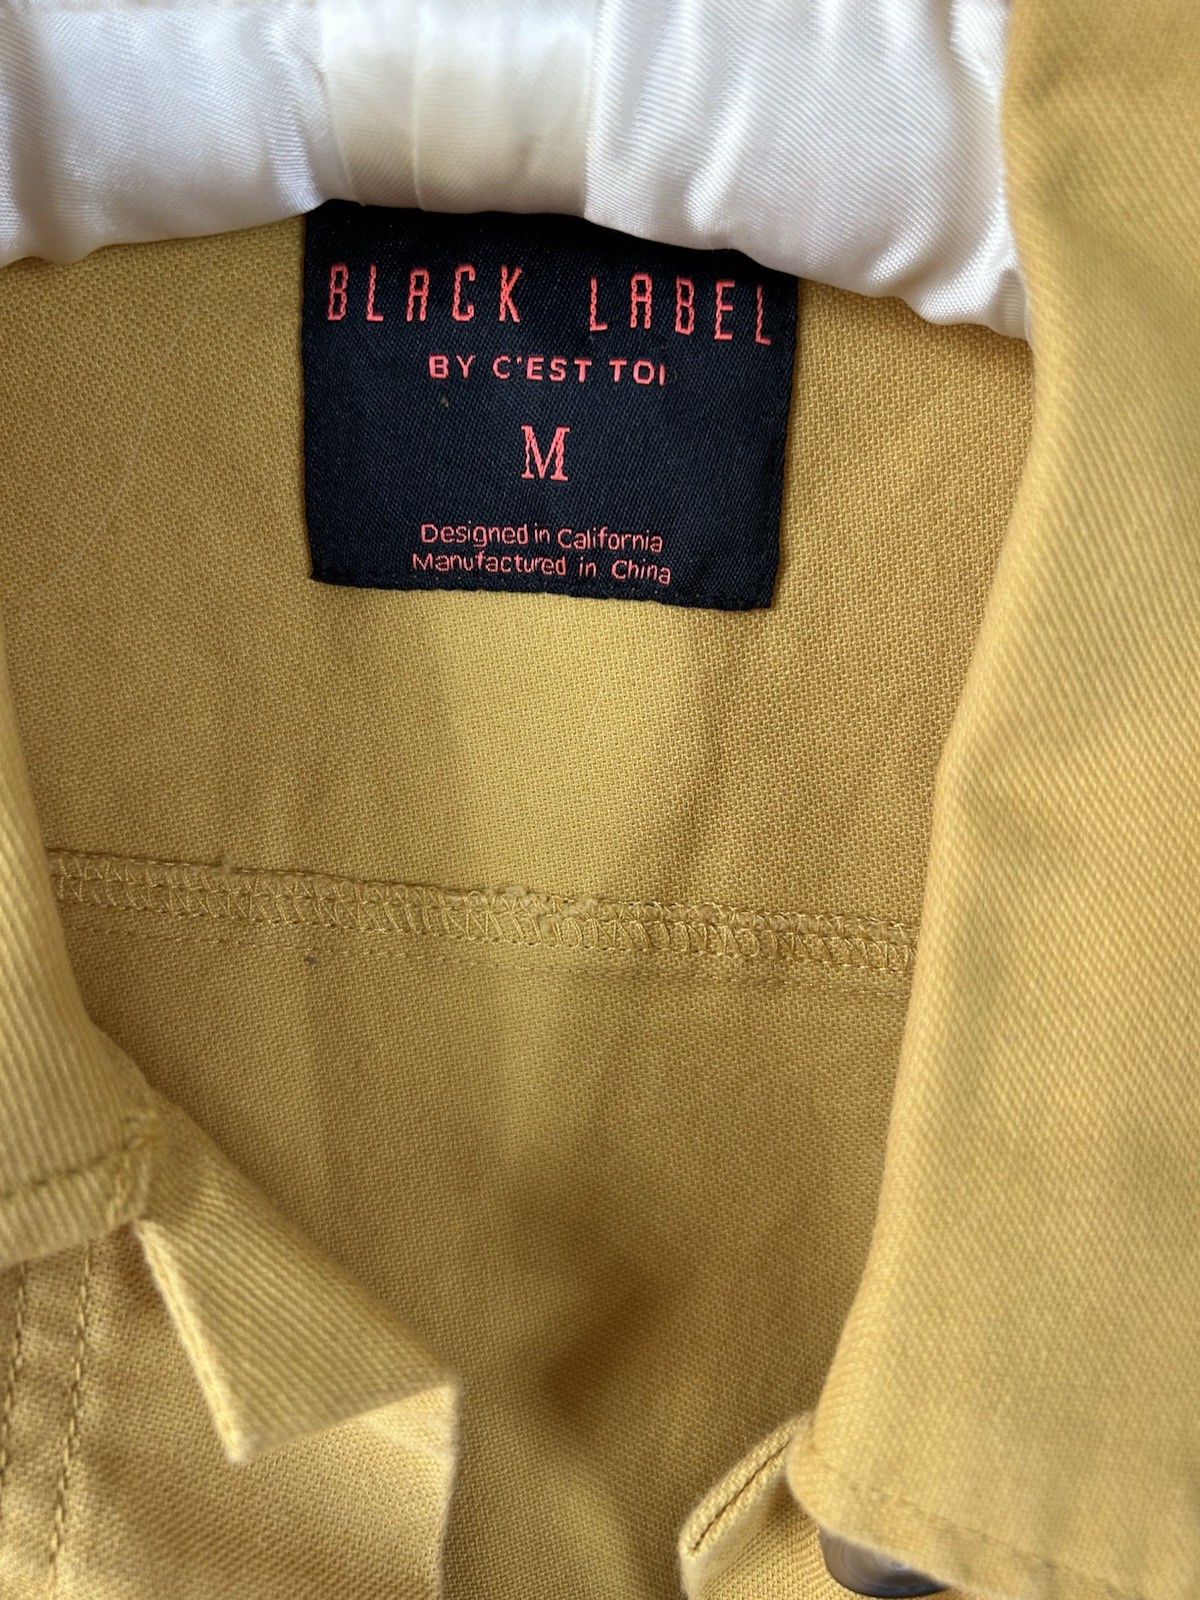 BLACK LABEL
BY C'EST TOI
M
Designed in California
Manufactured in China